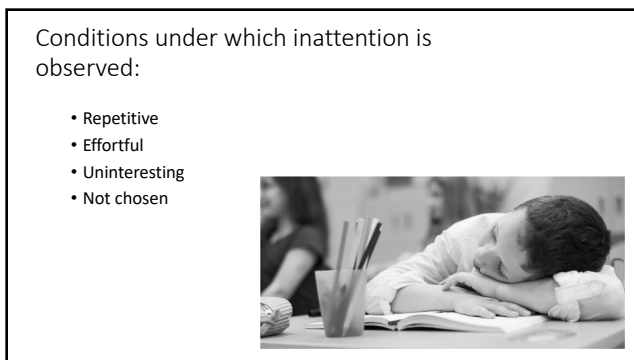 Conditions under which inattention is
observed:
• Repetitive
• Effortful
• Uninteresting
• Not chosen